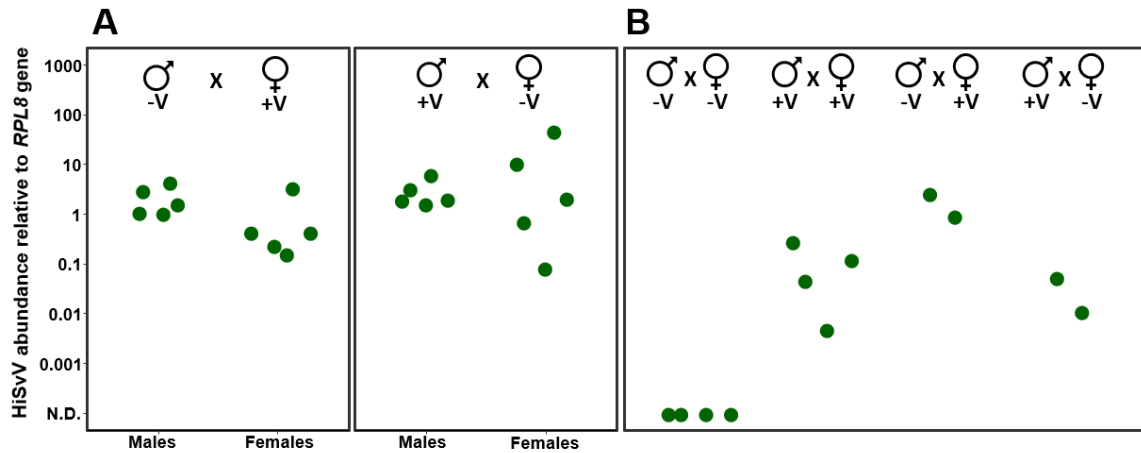 A
B
HiSvV abundance relative to RPL8 gene
1000
100
10
1
0.1
0.01
0.001
N.D.
♂ x ♀
-V +V
♂ x ♀
+V -V
♂ x ♀
-V -V
♂ x ♀
+V +V
♂ x ♀
-V +V
♂ x ♀
+V -V
Males Females
Males Females